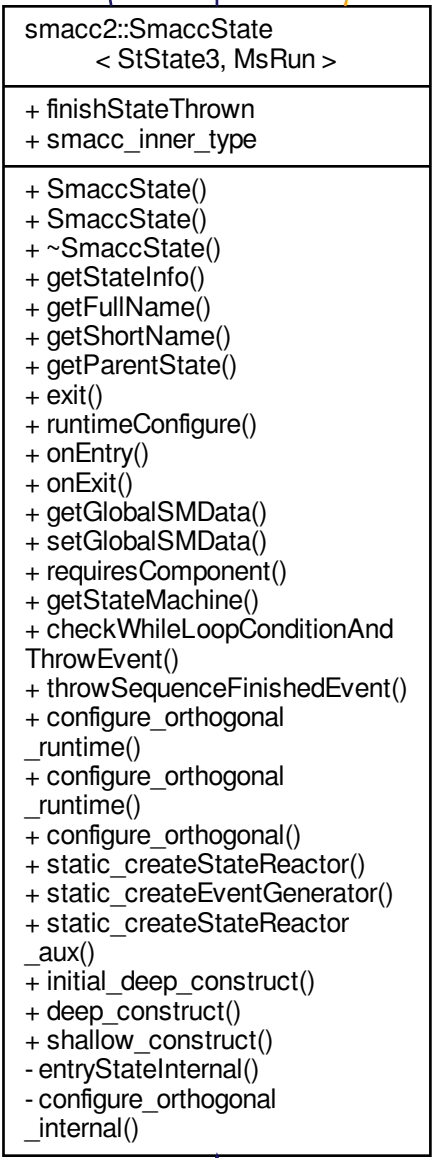 smacc2::SmaccState
< StState3, MsRun >
+ finishStateThrown
+ smacc_inner_type
+ SmaccState()
+ SmaccState()
+ ~SmaccState()
+ getStateInfo()
+ getFullName()
+ getShortName()
+ getParentState()
+ exit()
+ runtimeConfigure()
+ onEntry()
+ onExit()
+ getGlobalSMData()
+ setGlobalSMData()
+ requiresComponent()
+ getStateMachine()
+ checkWhileLoopConditionAnd
ThrowEvent()
+ throwSequenceFinishedEvent()
+ configure_orthogonal
_runtime()
+ configure_orthogonal
_runtime()
+ configure_orthogonal()
+ static_createStateReactor()
+ static_createEventGenerator()
+ static_createStateReactor
_aux()
+ initial_deep_construct()
+ deep_construct()
+ shallow_construct()
- entryStateInternal()
- configure_orthogonal
_internal()